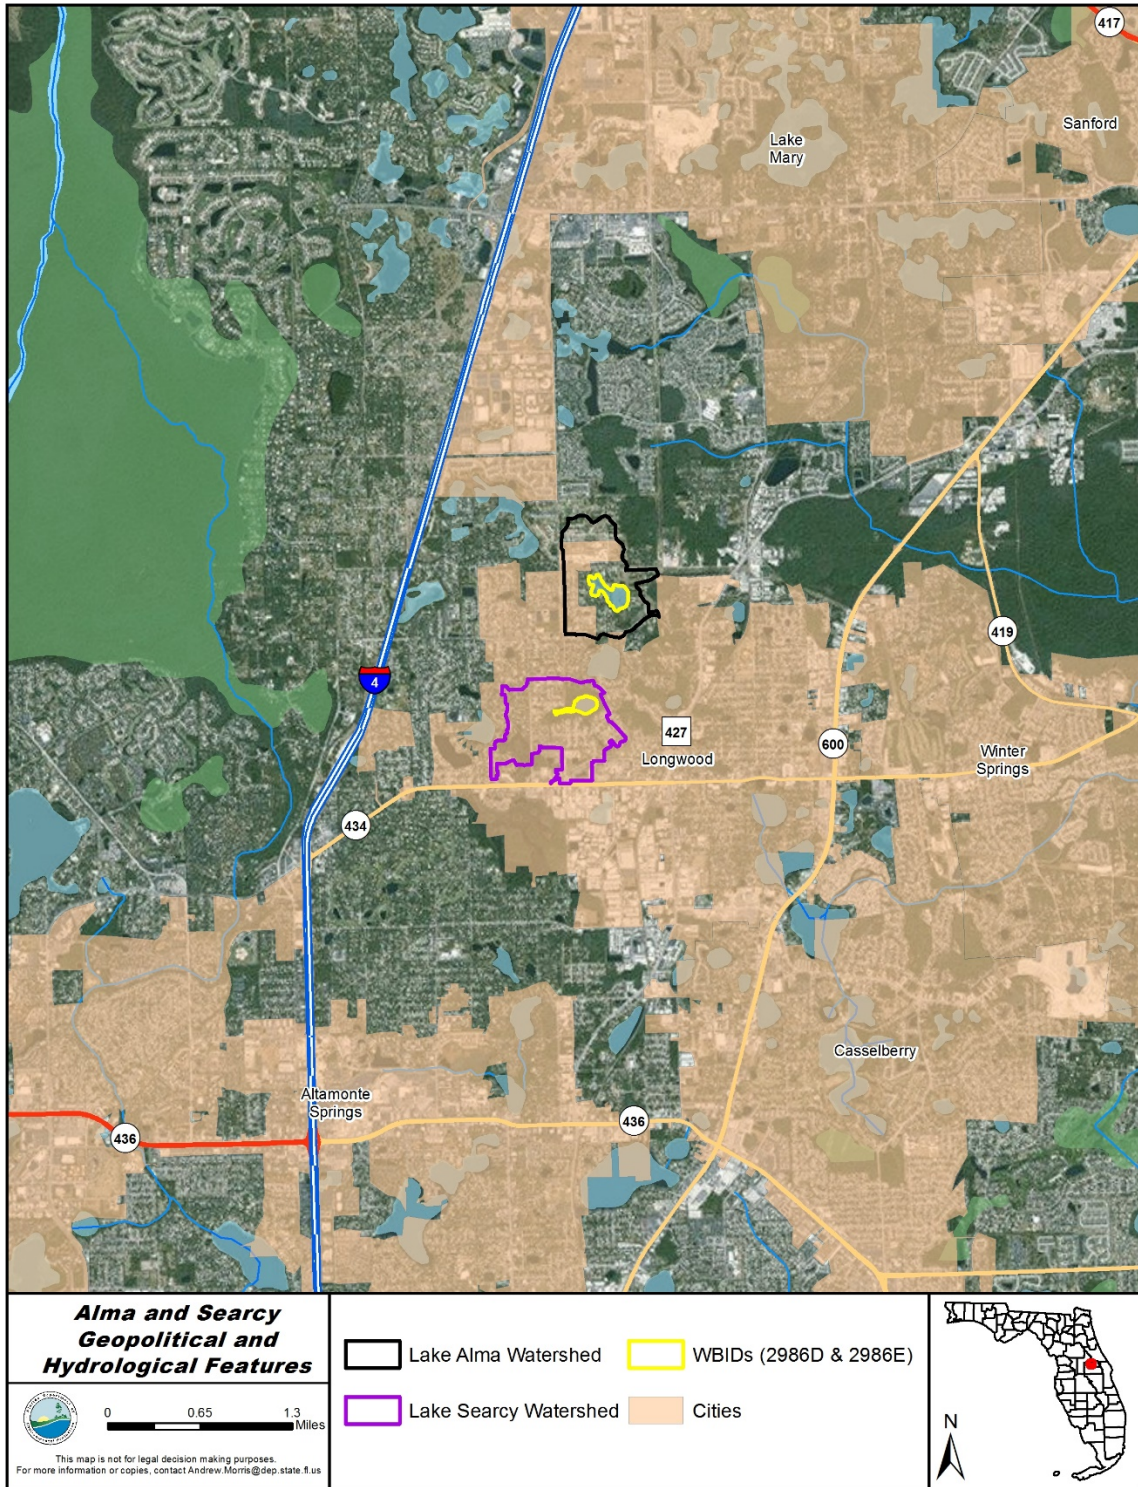 417
Sanford
Lake
Mary
419
4
427
Longwood
600
Winter
Springs
434
Casselberry
Altamonte
Springs
436
436
Alma and Searcy
Geopolitical and
Hydrological Features
0 0.65 1.3
Miles
This map is not for legal decision making purposes.
For more information or copies, contact Andrew.Morris@dep.state.fl.us
Lake Alma Watershed
WBIDs (2986D & 2986E)
Lake Searcy Watershed
Cities
N